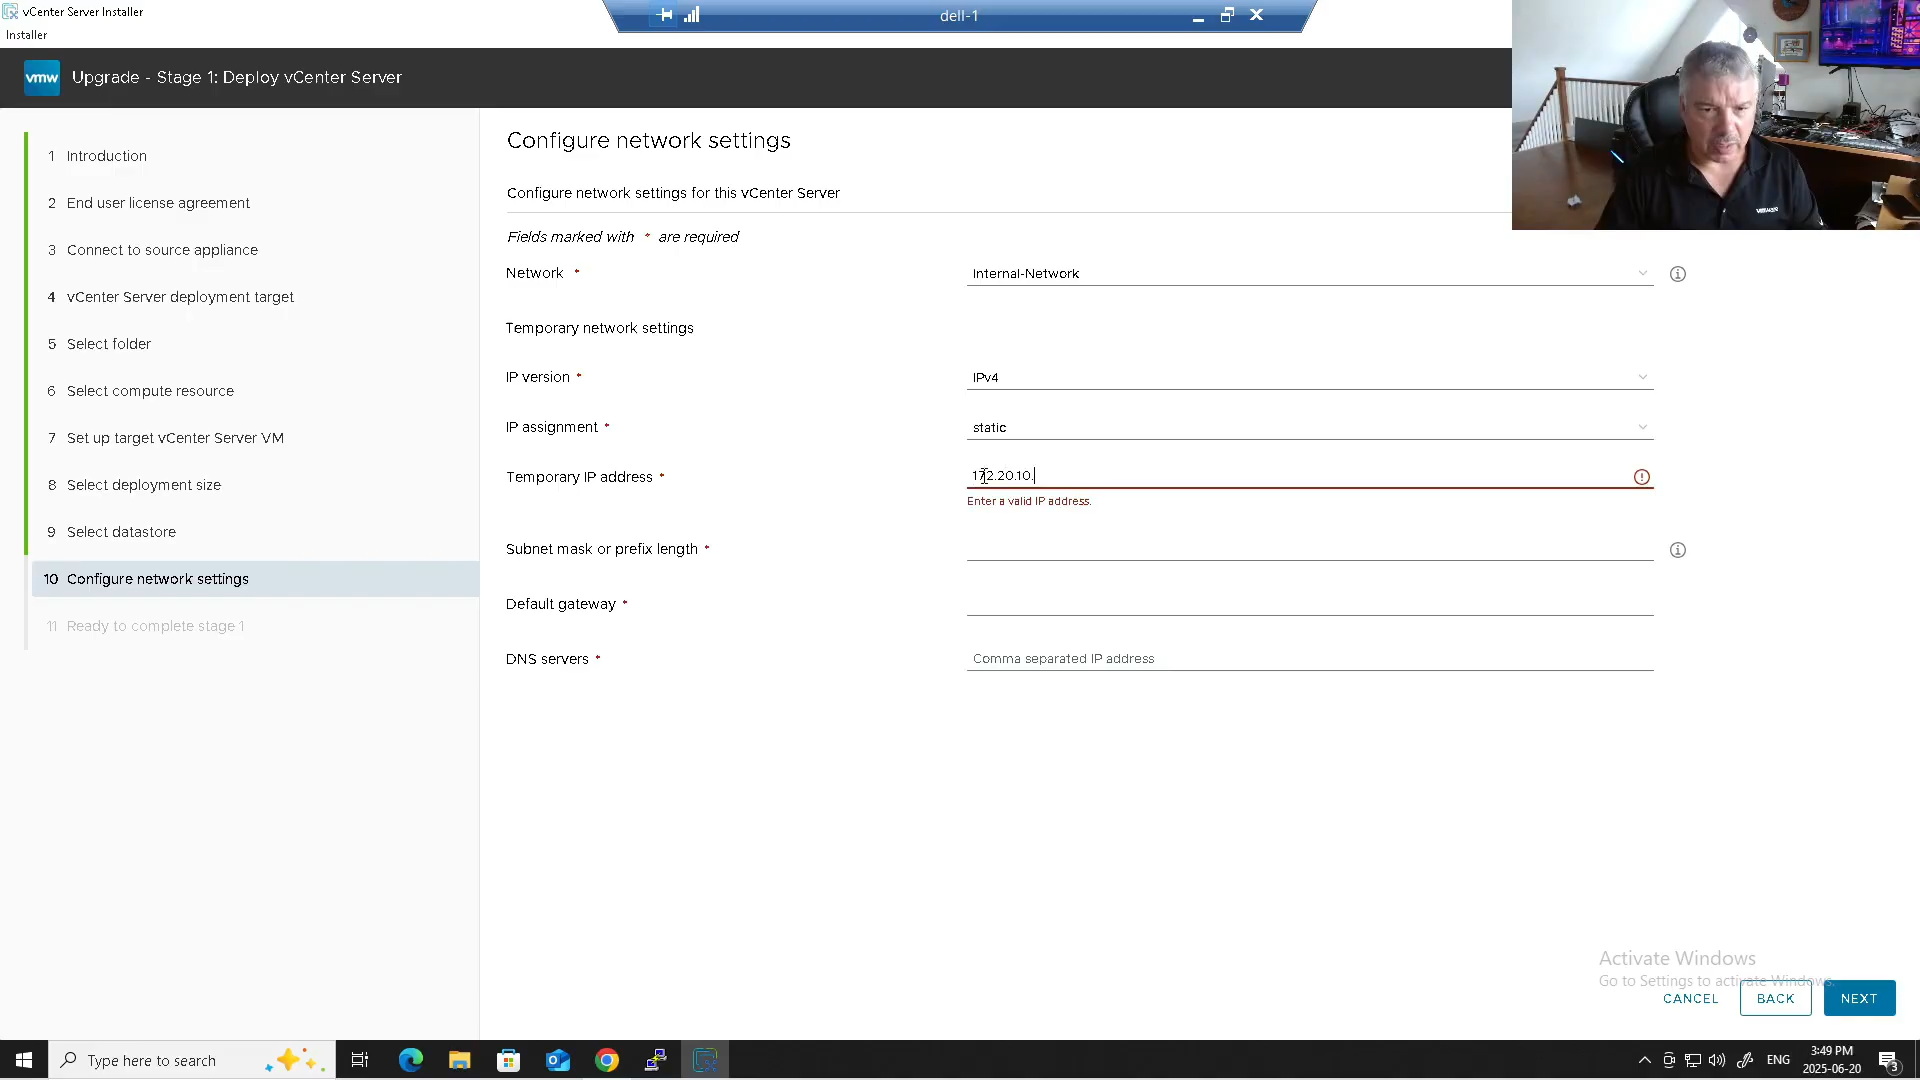 vCenter Server Installer
dell-1
Installer
vmw
Upgrade - Stage 1: Deploy vCenter Server
1 Introduction
2 End user license agreement
3 Connect to source appliance
4 vCenter Server deployment target
5 Select folder
6 Select compute resource
7 Set up target vCenter Server VM
8 Select deployment size
9 Select datastore
10 Configure network settings
11 Ready to complete stage 1
Configure network settings
Configure network settings for this vCenter Server
Fields marked with * are required
Network *
Internal-Network
Temporary network settings
IP version *
IPv4
IP assignment *
static
Temporary IP address *
172.20.10.
Enter a valid IP address.
Subnet mask or prefix length *
Default gateway *
DNS servers *
Comma separated IP address
Activate Windows
Go to Settings to activate Windows.
CANCEL
BACK
NEXT
Type here to search
ENG
3:49 PM
2025-06-20
3
vmware